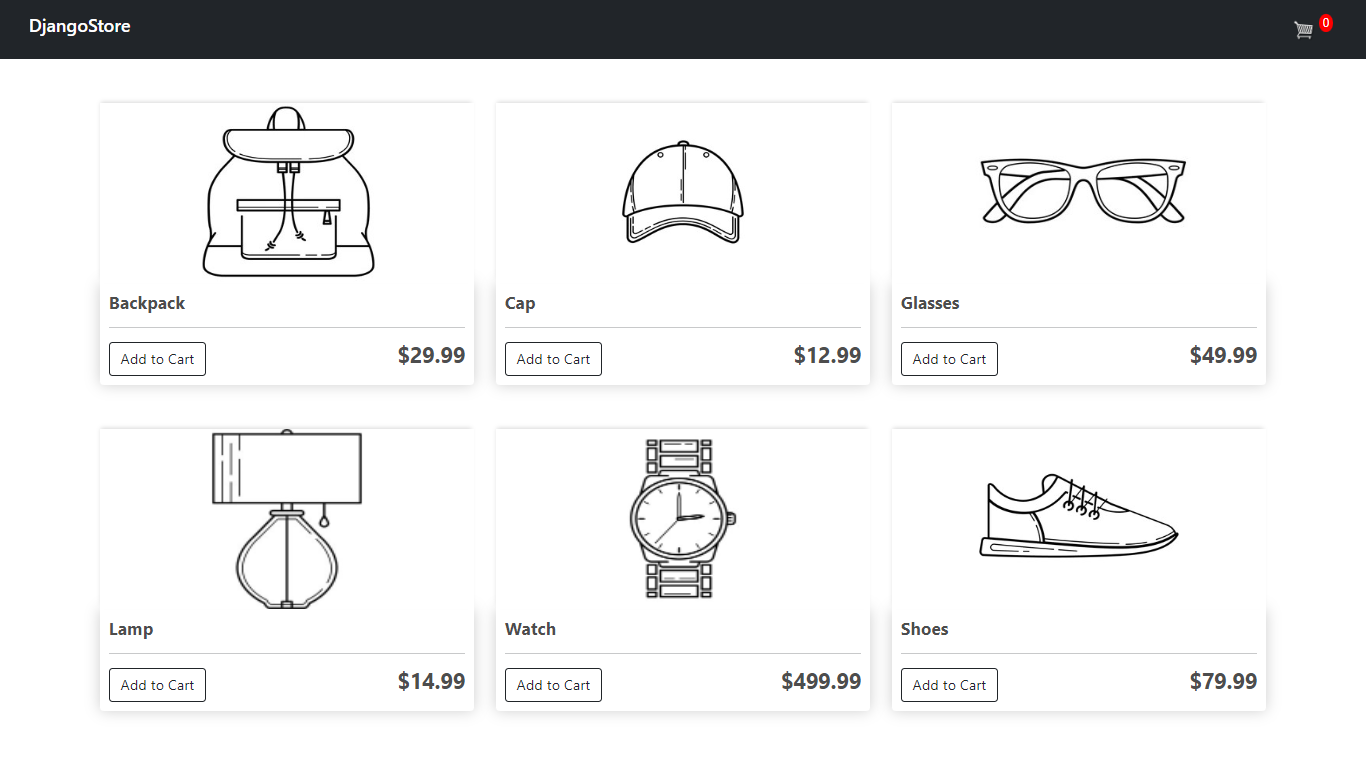 DjangoStore
0
Backpack
Add to Cart
$29.99
Cap
Add to Cart
$12.99
Glasses
Add to Cart
$49.99
Lamp
Add to Cart
$14.99
Watch
Add to Cart
$499.99
Shoes
Add to Cart
$79.99